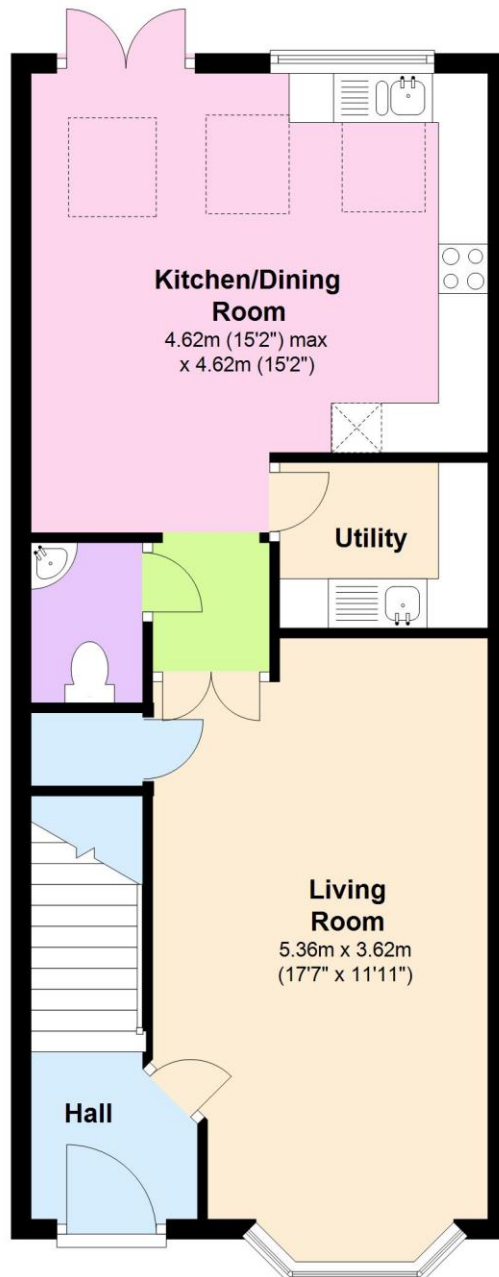 Kitchen/Dining
Room
4.62m (15'2") max
x 4.62m (15'2")
Utility
Living
Room
5.36m x 3.62m
(17'7" x 11'11")
Hall